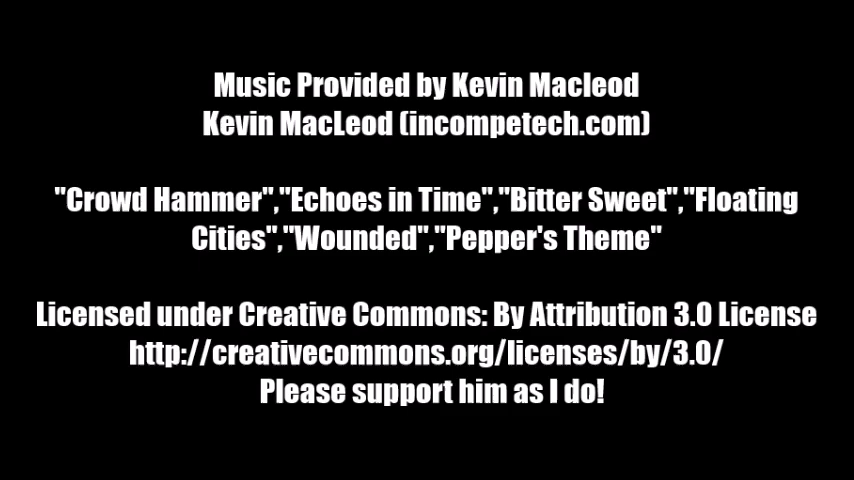 Music Provided by Kevin Macleod
Kevin MacLeod (incompetech.com)
"Crowd Hammer","Echoes in Time","Bitter Sweet","Floating
Cities","Wounded","Pepper's Theme"
Licensed under Creative Commons: By Attribution 3.0 License
http://creativecommons.org/licenses/by/3.0/
Please support him as I do!